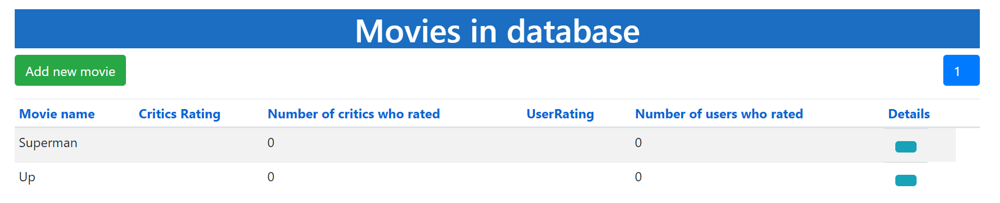 Movies in database
Add new movie 1
Movie name Critics Rating Number of critics who rated UserRating Number of users who rated Details
Superman 0 0
Up 0 0